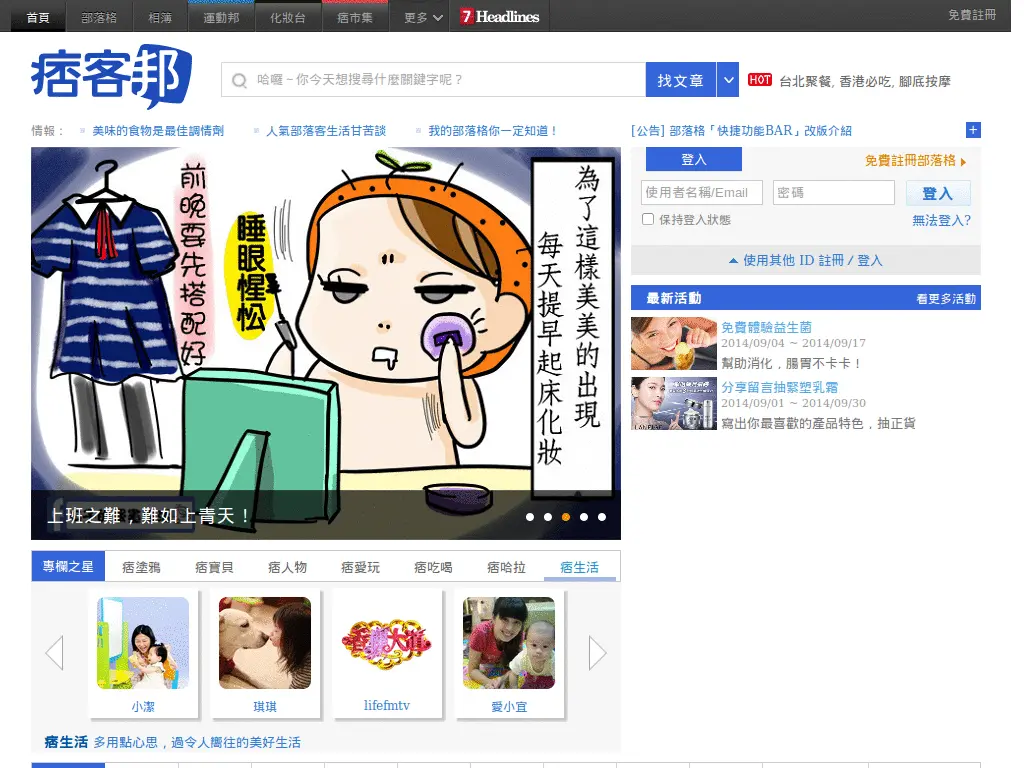 首頁 部落格 相簿 運動邦 化妝台 痞市集 更多 7 Headlines 免費註冊
痞客邦
哈囉－你今天想搜尋什麼關鍵字呢？ 找文章 HOT 台北聚餐, 香港必吃, 腳底按摩
情報： 美味的食物是最佳調情劑 人氣部落客生活甘苦談 我的部落格你一定知道！ [公告] 部落格「快捷功能BAR」改版介紹 +
前晚要先搭配好
睡眼惺忪
為了這樣美美的出現
每天提早起床化妝
上班之難，難如上青天！
登入 免費註冊部落格
使用者名稱/Email 密碼 登入
保持登入狀態 無法登入?
使用其他 ID 註冊 / 登入
最新活動 看更多活動
免費體驗益生菌
2014/09/04 ~ 2014/09/17
幫助消化，腸胃不卡卡！
分享留言抽緊塑乳霜
2014/09/01 ~ 2014/09/30
寫出你最喜歡的產品特色，抽正貨
專欄之星 痞塗鴉 痞寶貝 痞人物 痞愛玩 痞吃喝 痞哈拉 痞生活
小潔 琪琪 lifefmtv 愛小宜
痞生活 多用點心思，過令人嚮往的美好生活